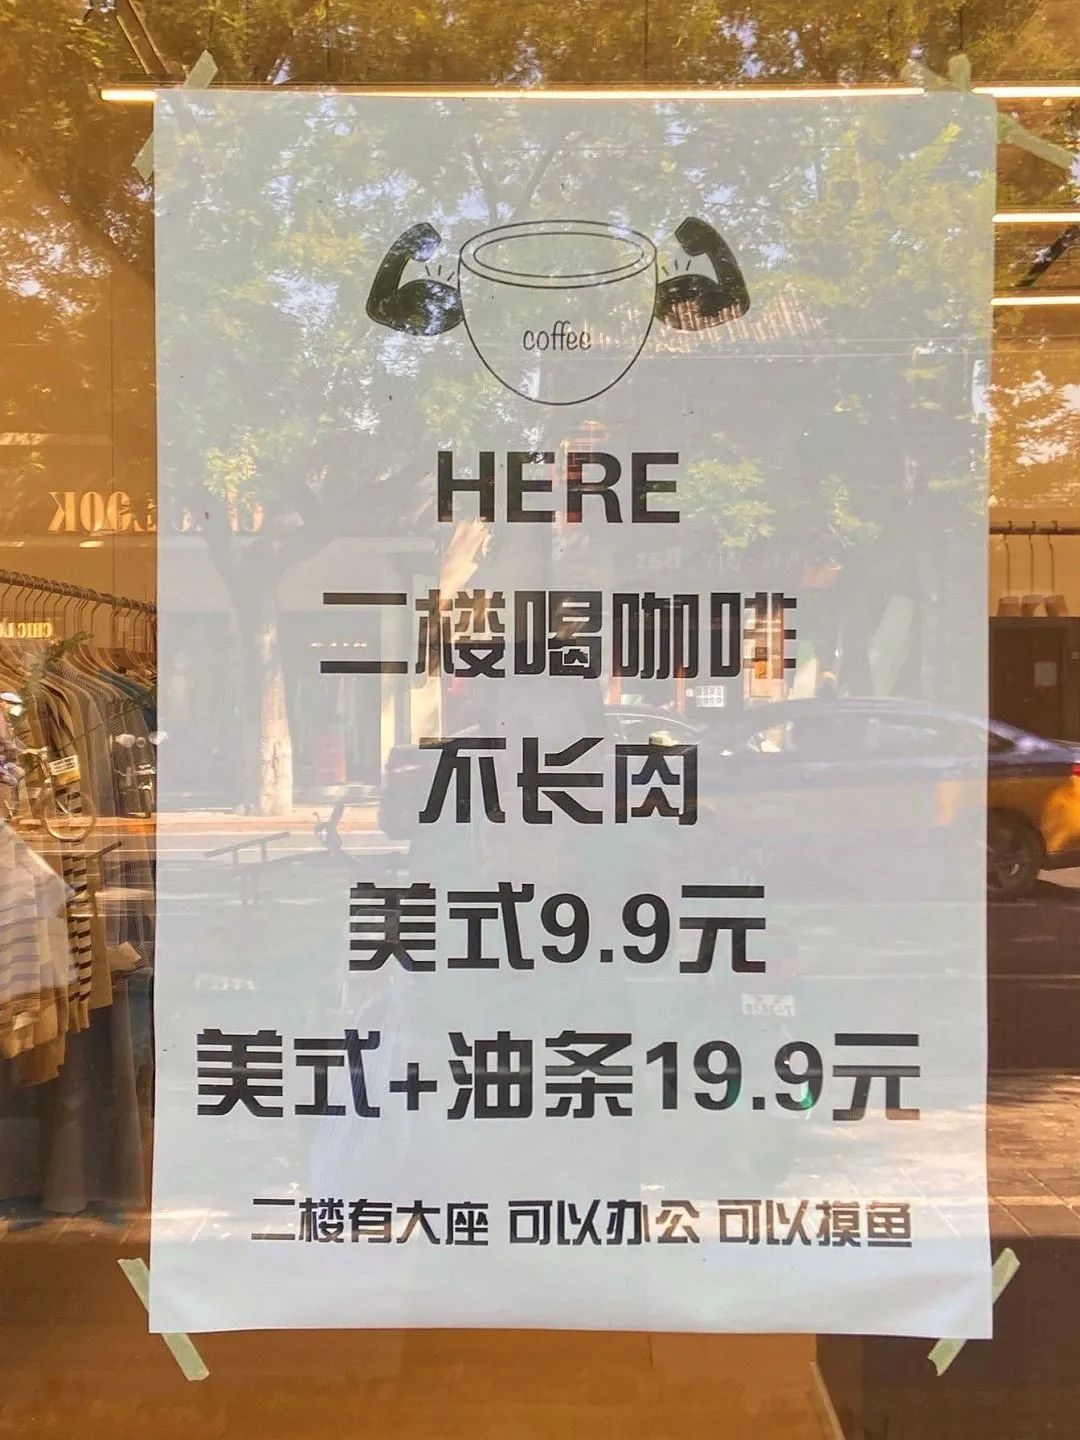 coffee
HERE
二楼喝咖啡
不长肉
美式9.9元
美式+油条19.9元
二楼有大座 可以办公 可以摸鱼